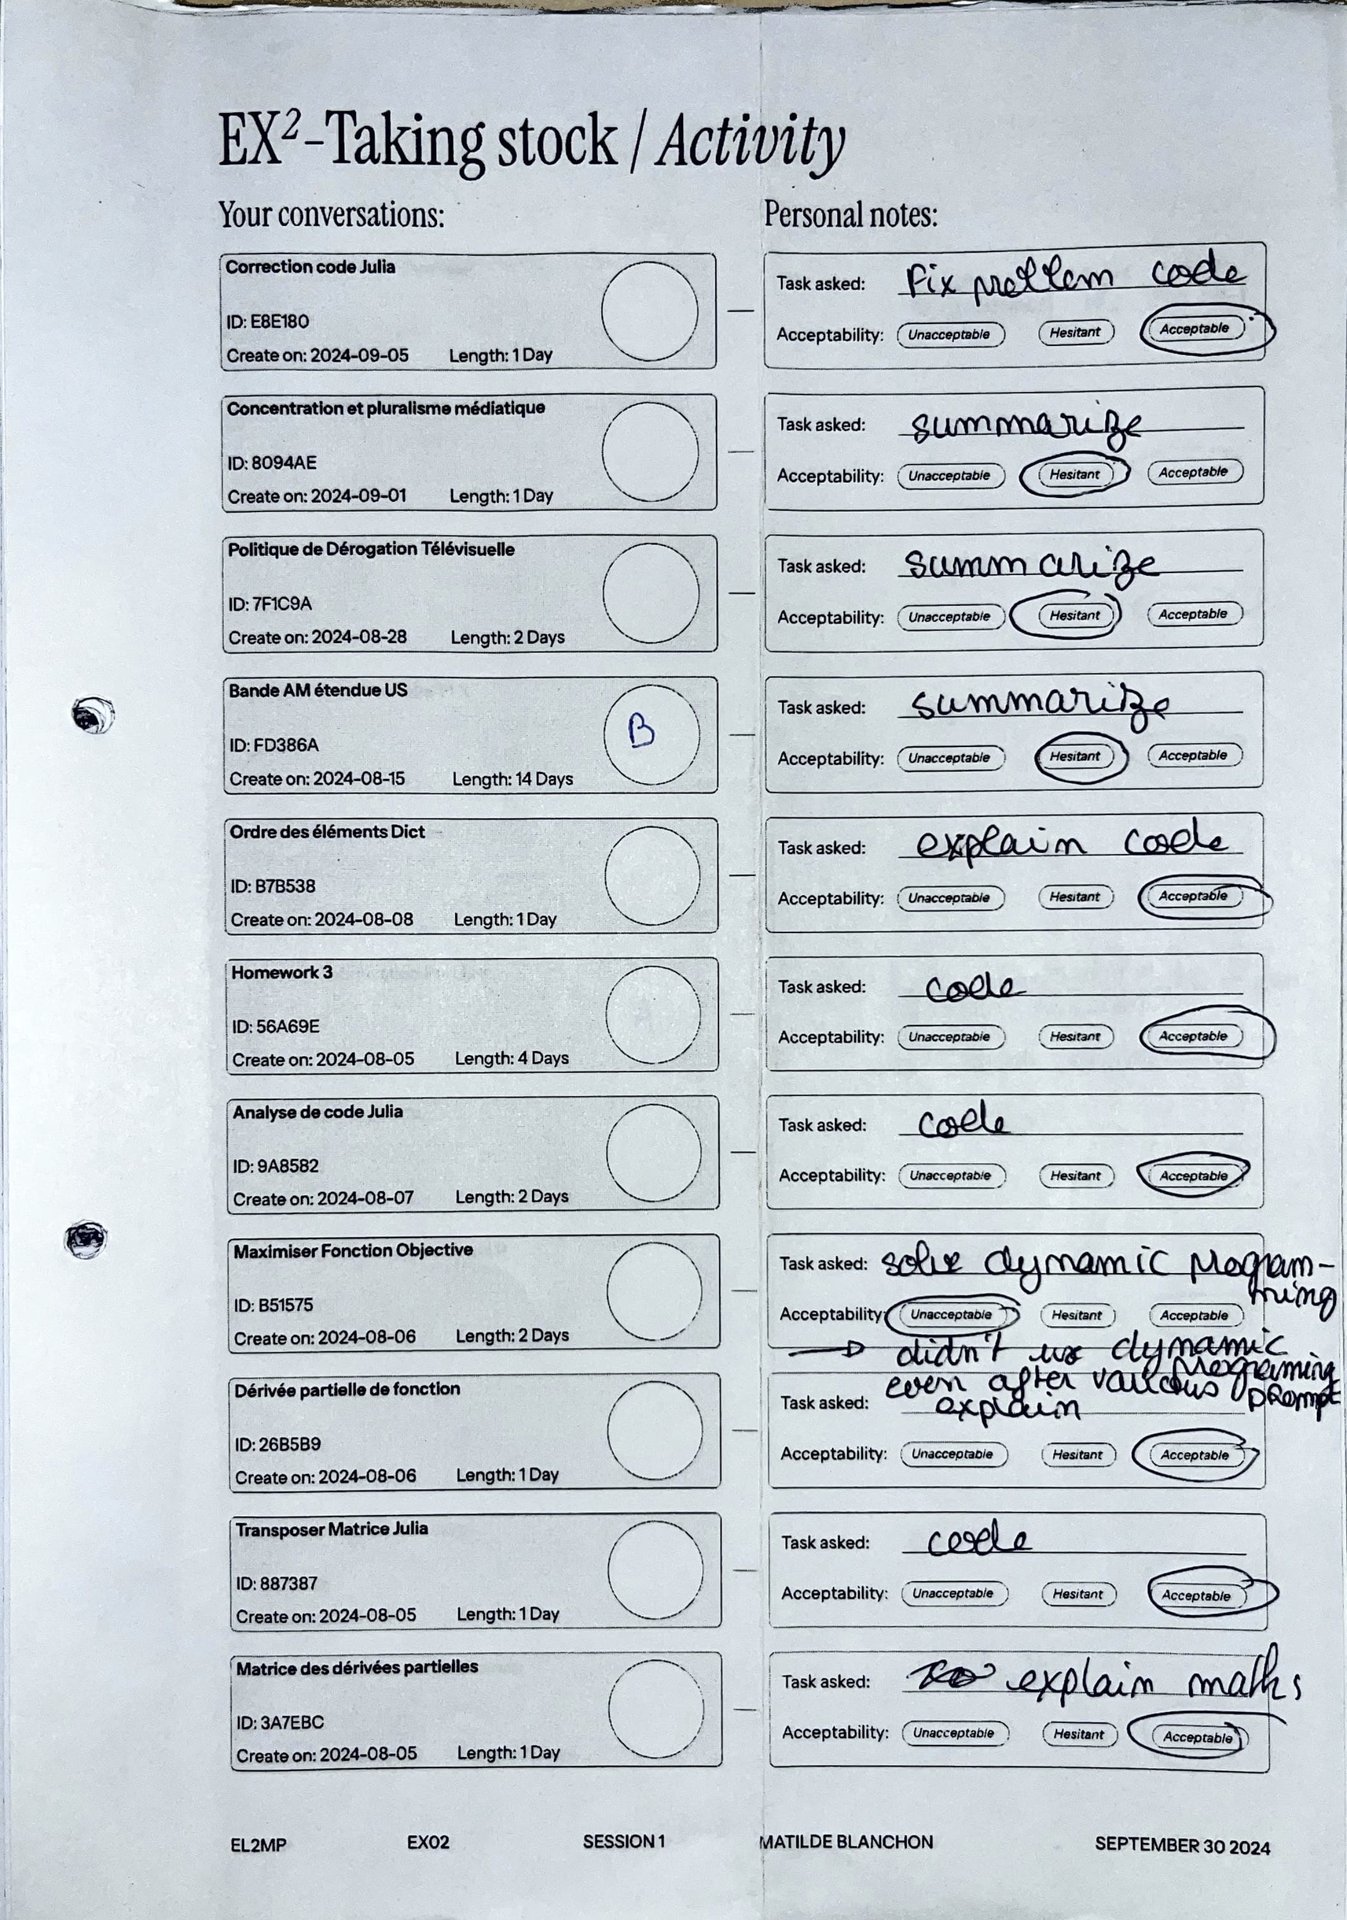 EX²-Taking stock / Activity
Your conversations:
Personal notes:
Correction code Julia
ID: E8E180
Create on: 2024-09-05 Length: 1 Day
Task asked: Fix problem code
Acceptability: Unacceptable Hesitant Acceptable
Concentration et pluralisme médiatique
ID: 8094AE
Create on: 2024-09-01 Length: 1 Day
Task asked: summarize
Acceptability: Unacceptable Hesitant Acceptable
Politique de Dérogation Télévisuelle
ID: 7F1C9A
Create on: 2024-08-28 Length: 2 Days
Task asked: summarize
Acceptability: Unacceptable Hesitant Acceptable
Bande AM étendue US
B
ID: FD386A
Create on: 2024-08-15 Length: 14 Days
Task asked: summarize
Acceptability: Unacceptable Hesitant Acceptable
Ordre des éléments Dict
ID: B7B538
Create on: 2024-08-08 Length: 1 Day
Task asked: explain code
Acceptability: Unacceptable Hesitant Acceptable
Homework 3
ID: 56A69E
Create on: 2024-08-05 Length: 4 Days
Task asked: code
Acceptability: Unacceptable Hesitant Acceptable
Analyse de code Julia
ID: 9A8582
Create on: 2024-08-07 Length: 2 Days
Task asked: code
Acceptability: Unacceptable Hesitant Acceptable
Maximiser Fonction Objective
ID: B51575
Create on: 2024-08-06 Length: 2 Days
Task asked: solve dynamic program-
ming
Acceptability: Unacceptable Hesitant Acceptable
→ didn't use dynamic
programing
even after various prompt
Dérivée partielle de fonction
ID: 26B5B9
Create on: 2024-08-06 Length: 1 Day
Task asked: explain
Acceptability: Unacceptable Hesitant Acceptable
Transposer Matrice Julia
ID: 887387
Create on: 2024-08-05 Length: 1 Day
Task asked: code
Acceptability: Unacceptable Hesitant Acceptable
Matrice des dérivées partielles
ID: 3A7EBC
Create on: 2024-08-05 Length: 1 Day
Task asked: explain maths
Acceptability: Unacceptable Hesitant Acceptable
EL2MP EX02 SESSION 1 MATILDE BLANCHON SEPTEMBER 30 2024